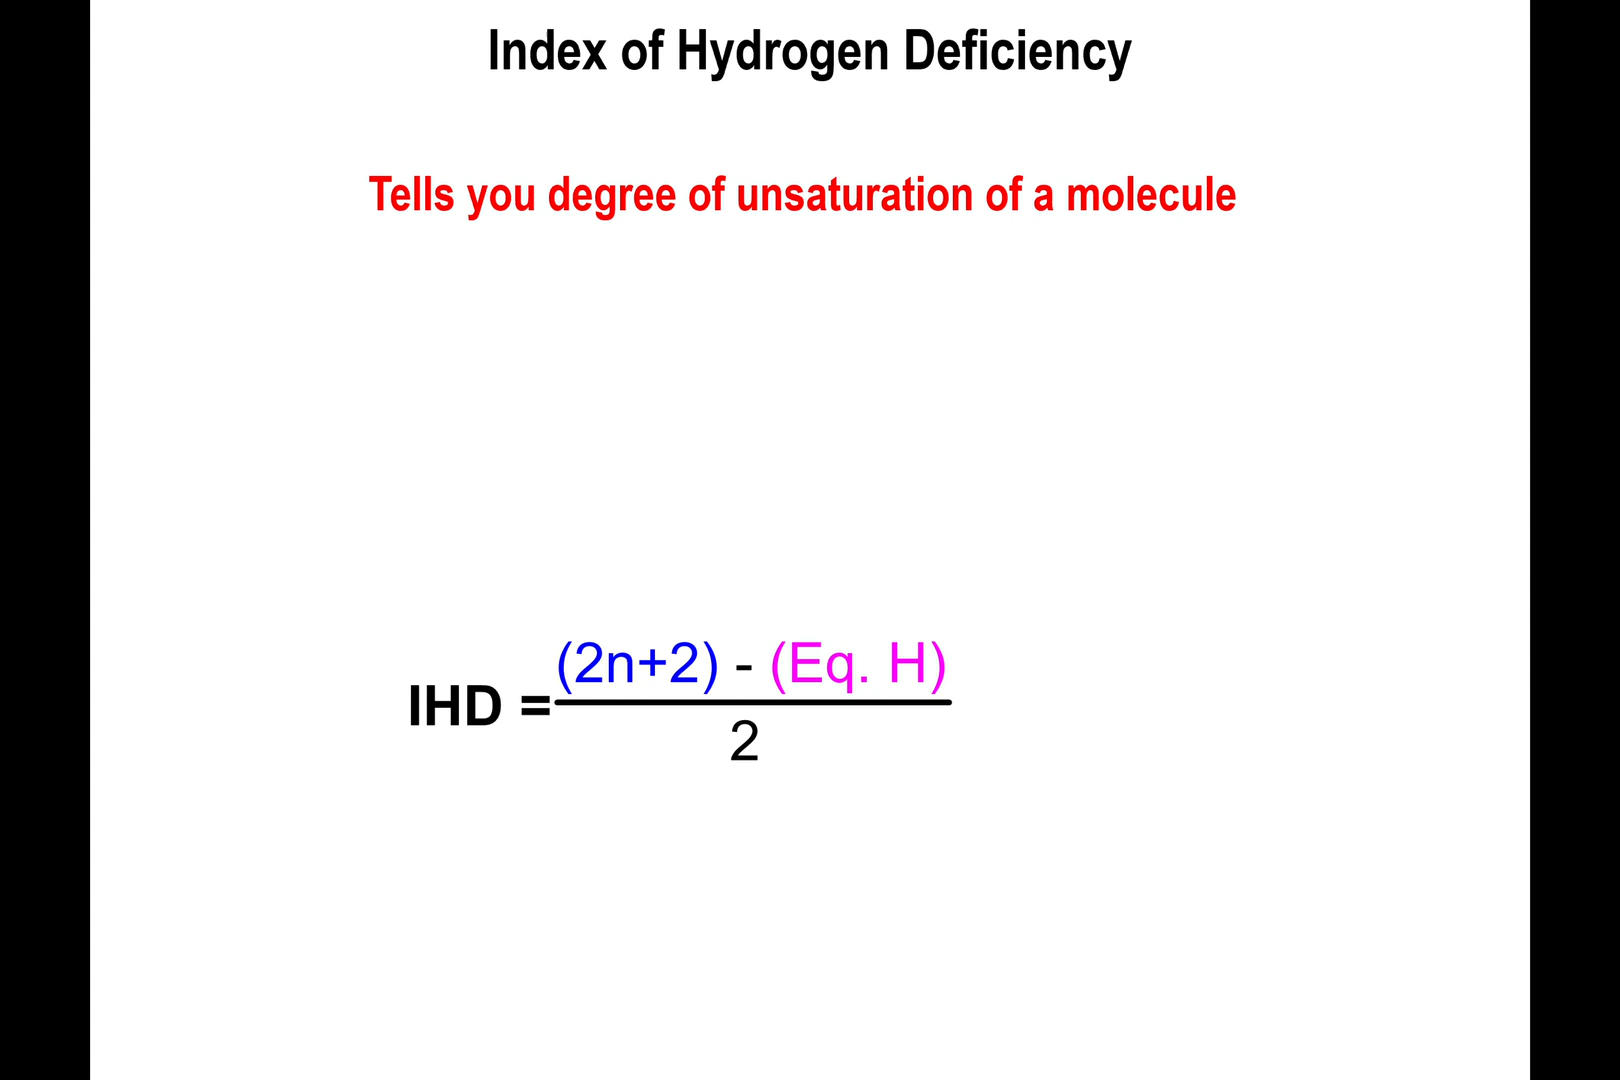 Index of Hydrogen Deficiency
Tells you degree of unsaturation of a molecule
(2n+2) - (Eq. H)
IHD =
2